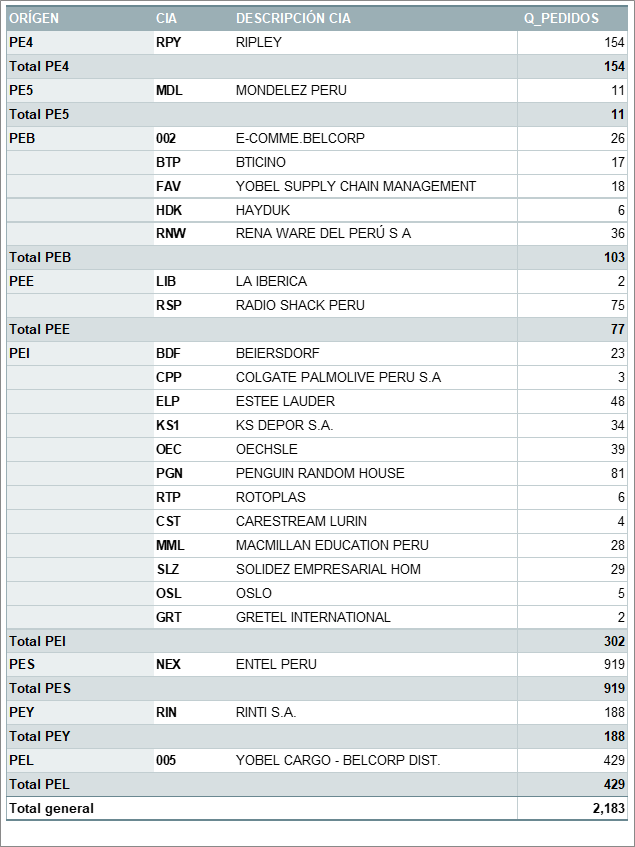 ORÍGEN CIA DESCRIPCIÓN CIA Q_PEDIDOS
PE4 RPY RIPLEY 154
Total PE4 154
PE5 MDL MONDELEZ PERU 11
Total PE5 11
PEB 002 E-COMME.BELCORP 26
BTP BTICINO 17
FAV YOBEL SUPPLY CHAIN MANAGEMENT 18
HDK HAYDUK 6
RNW RENA WARE DEL PERÚ S A 36
Total PEB 103
PEE LIB LA IBERICA 2
RSP RADIO SHACK PERU 75
Total PEE 77
PEI BDF BEIERSDORF 23
CPP COLGATE PALMOLIVE PERU S.A 3
ELP ESTEE LAUDER 48
KS1 KS DEPOR S.A. 34
OEC OECHSLE 39
PGN PENGUIN RANDOM HOUSE 81
RTP ROTOPLAS 6
CST CARESTREAM LURIN 4
MML MACMILLAN EDUCATION PERU 28
SLZ SOLIDEZ EMPRESARIAL HOM 29
OSL OSLO 5
GRT GRETEL INTERNATIONAL 2
Total PEI 302
PES NEX ENTEL PERU 919
Total PES 919
PEY RIN RINTI S.A. 188
Total PEY 188
PEL 005 YOBEL CARGO - BELCORP DIST. 429
Total PEL 429
Total general 2,183